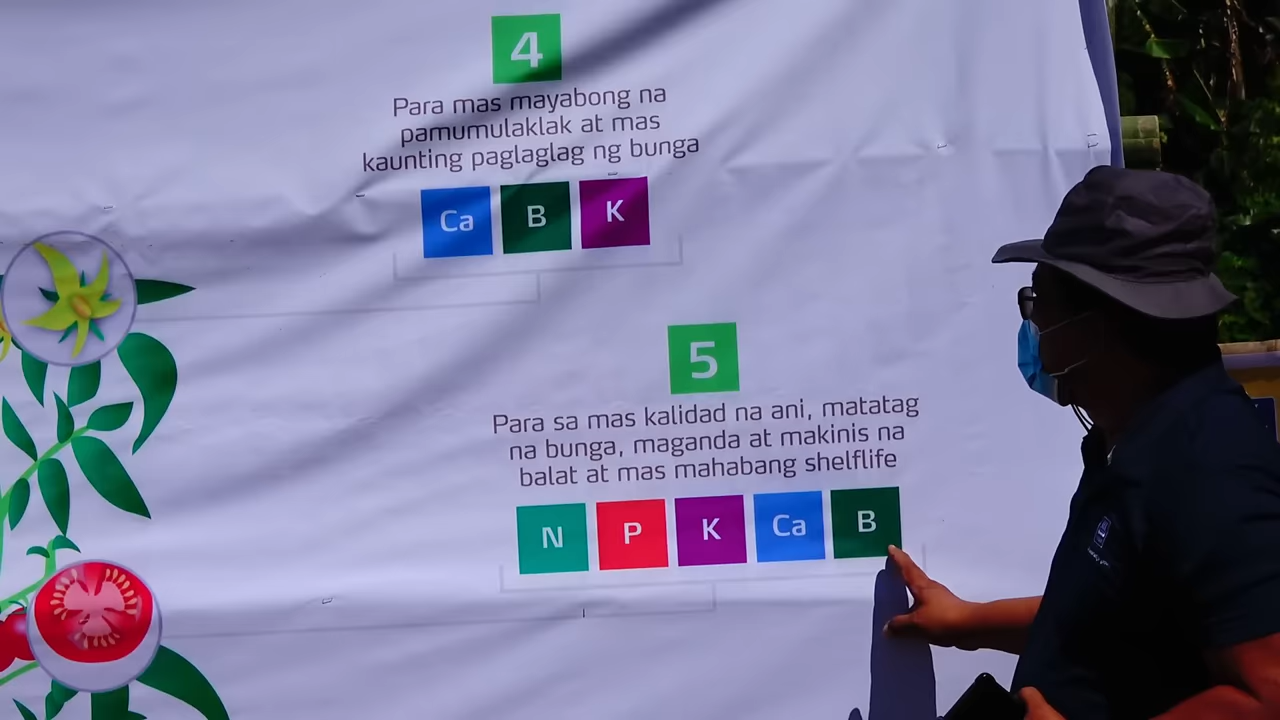 4
Para mas mayabong na
pamumulaklak at mas
kaunting paglaglag ng bunga
Ca B K
5
Para sa mas kalidad na ani, matatag
na bunga, maganda at makinis na
balat at mas mahabang shelflife
N P K Ca B